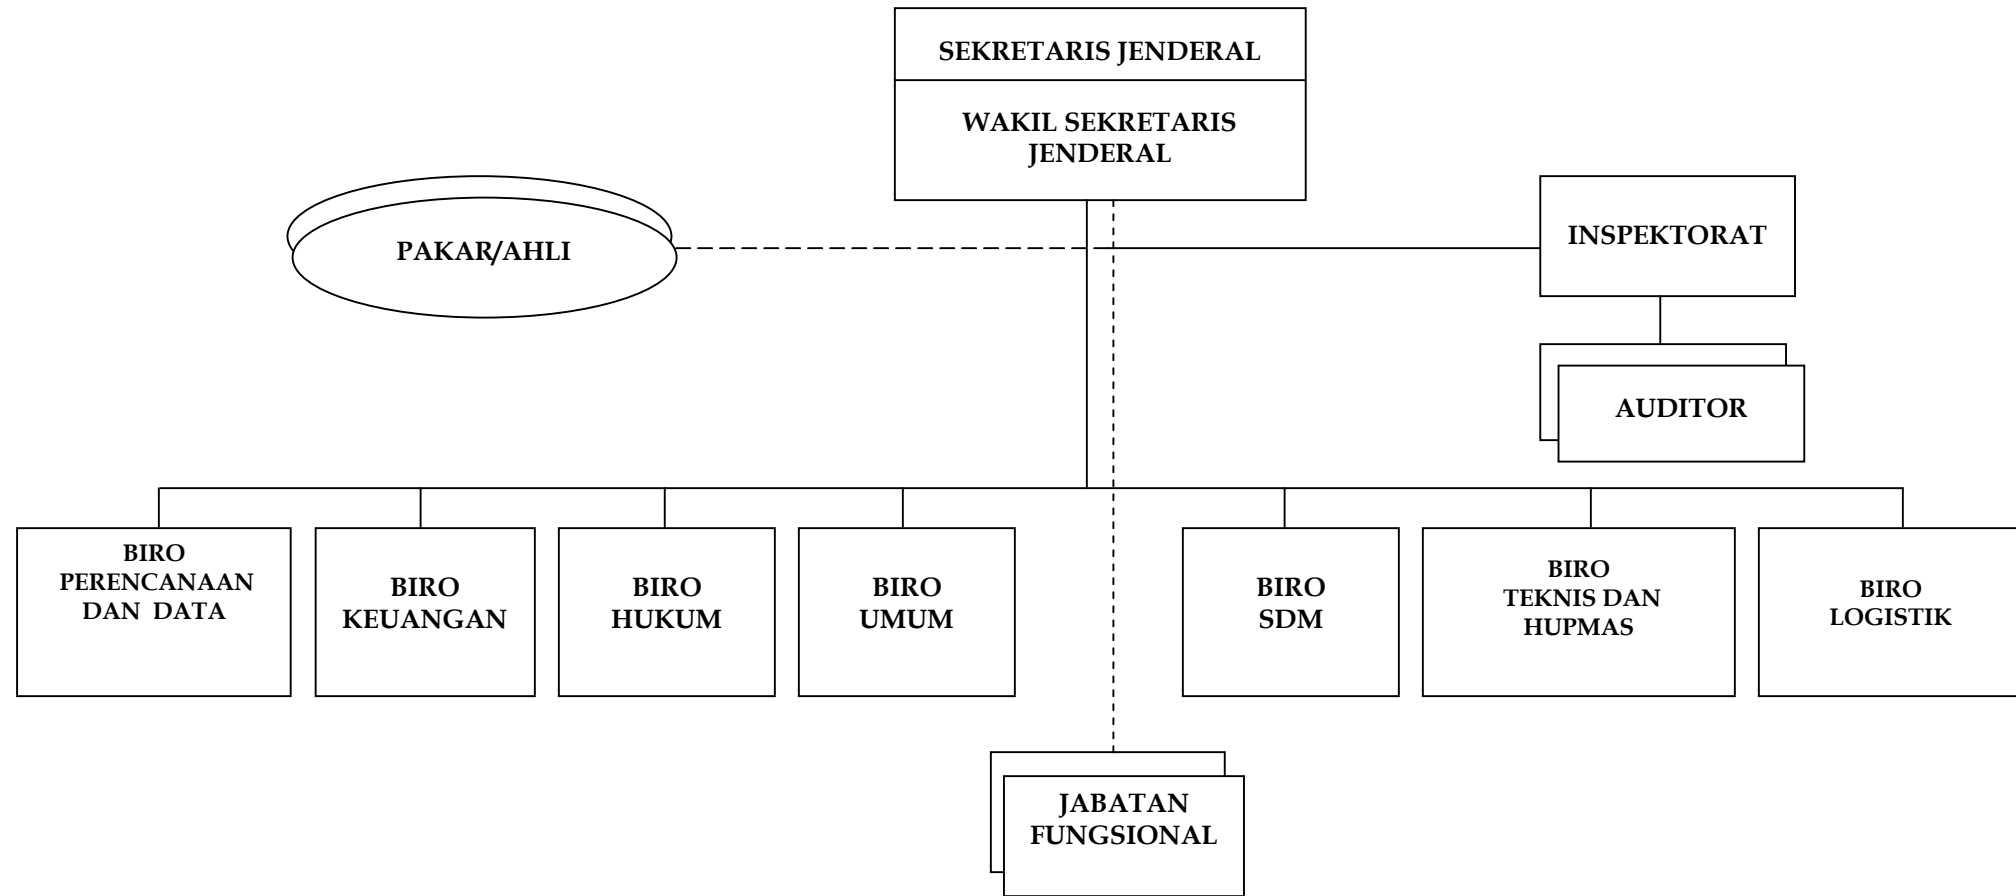 SEKRETARIS JENDERAL
WAKIL SEKRETARIS
JENDERAL
PAKAR/AHLI
INSPEKTORAT
AUDITOR
BIRO
PERENCANAAN
DAN DATA
BIRO
KEUANGAN
BIRO
HUKUM
BIRO
UMUM
BIRO
SDM
BIRO
TEKNIS DAN
HUPMAS
BIRO
LOGISTIK
JABATAN
FUNGSIONAL